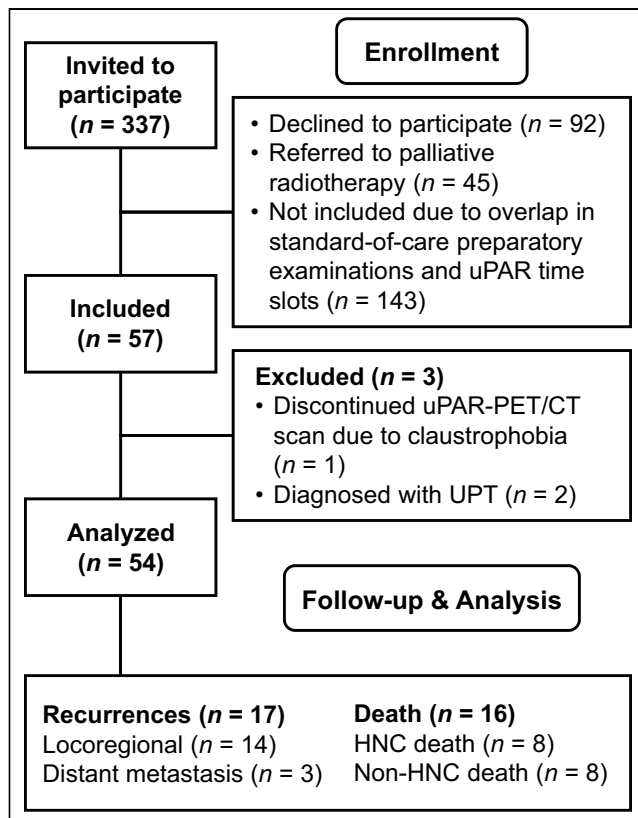 Invited to
participate
(n = 337)
Enrollment
• Declined to participate (n = 92)
• Referred to palliative
radiotherapy (n = 45)
• Not included due to overlap in
standard-of-care preparatory
examinations and uPAR time
slots (n = 143)
Included
(n = 57)
Excluded (n = 3)
• Discontinued uPAR-PET/CT
scan due to claustrophobia
(n = 1)
• Diagnosed with UPT (n = 2)
Analyzed
(n = 54)
Follow-up & Analysis
Recurrences (n = 17)
Locoregional (n = 14)
Distant metastasis (n = 3)
Death (n = 16)
HNC death (n = 8)
Non-HNC death (n = 8)